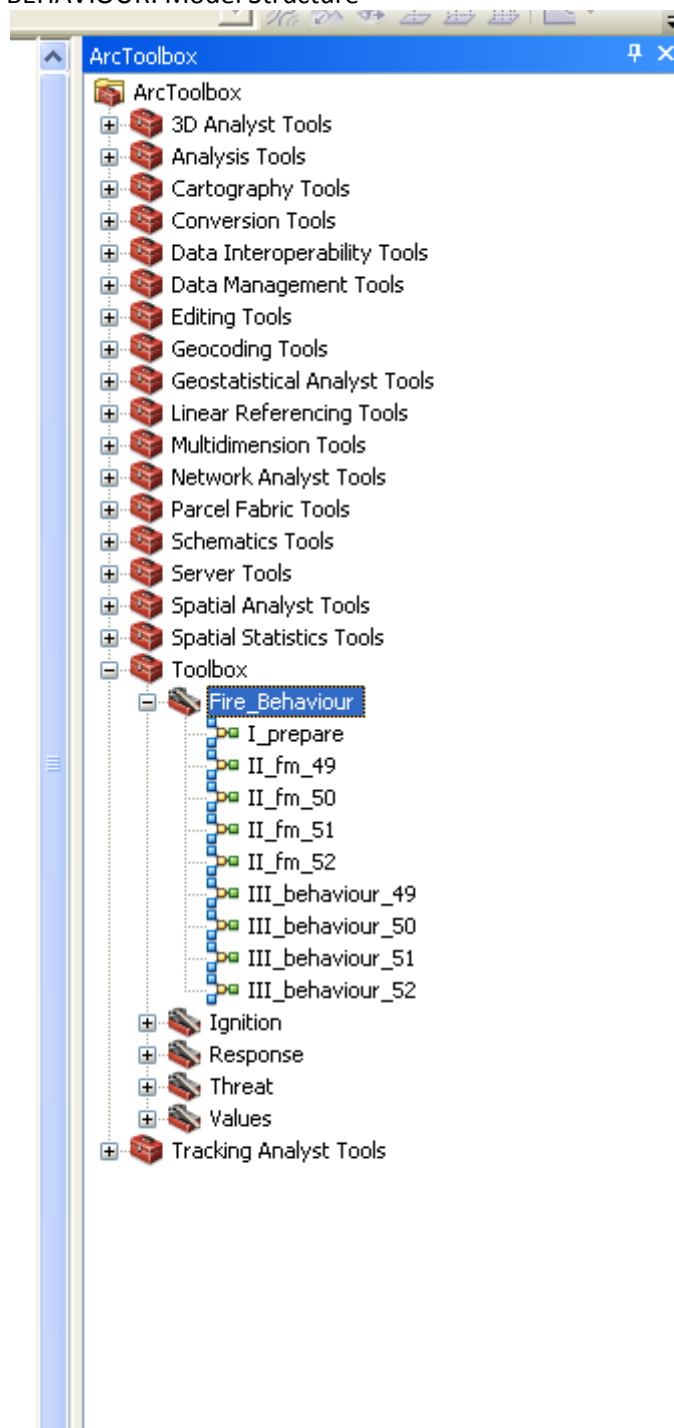 BEHAVIOUR: Model Structure
ArcToolbox
ArcToolbox
3D Analyst Tools
Analysis Tools
Cartography Tools
Conversion Tools
Data Interoperability Tools
Data Management Tools
Editing Tools
Geocoding Tools
Geostatistical Analyst Tools
Linear Referencing Tools
Multidimension Tools
Network Analyst Tools
Parcel Fabric Tools
Schematics Tools
Server Tools
Spatial Analyst Tools
Spatial Statistics Tools
Toolbox
Fire_Behaviour
I_prepare
II_fm_49
II_fm_50
II_fm_51
II_fm_52
III_behaviour_49
III_behaviour_50
III_behaviour_51
III_behaviour_52
Ignition
Response
Threat
Values
Tracking Analyst Tools